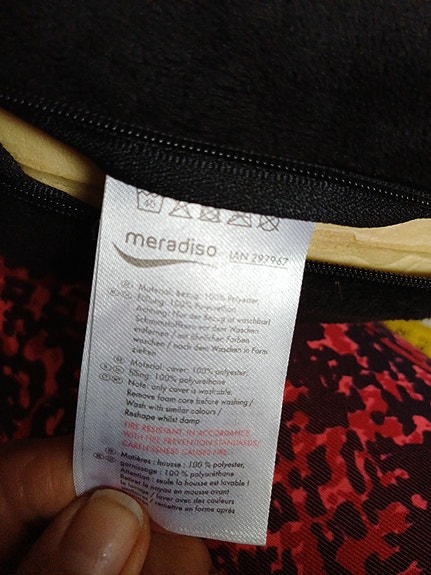 40
meradiso IAN 297967
Material: Bezug: 100% Polyester
Füllung: 100% Polyurethan
Achtung: Nur der Bezug ist waschbar!
Schaumstoffkern vor dem Waschen
entfernen / mit ähnlichen Farben
waschen / nach dem Waschen in Form
ziehen
Material: cover: 100% polyester,
filling: 100% polyurethane
Note: only cover is washable.
Remove foam core before washing /
Wash with similar colours /
Reshape whilst damp
FIRE RESISTANT IN ACCORDANCE
WITH FIRE PREVENTION STANDARDS/
CARELESSNESS CAUSES FIRE.
Matières : housse : 100 % polyester,
garnissage : 100 % polyuréthane
Attention : seule la housse est lavable !
Retirer le noyau en mousse avant
le lavage / laver avec des couleurs
/ remettre en forme après